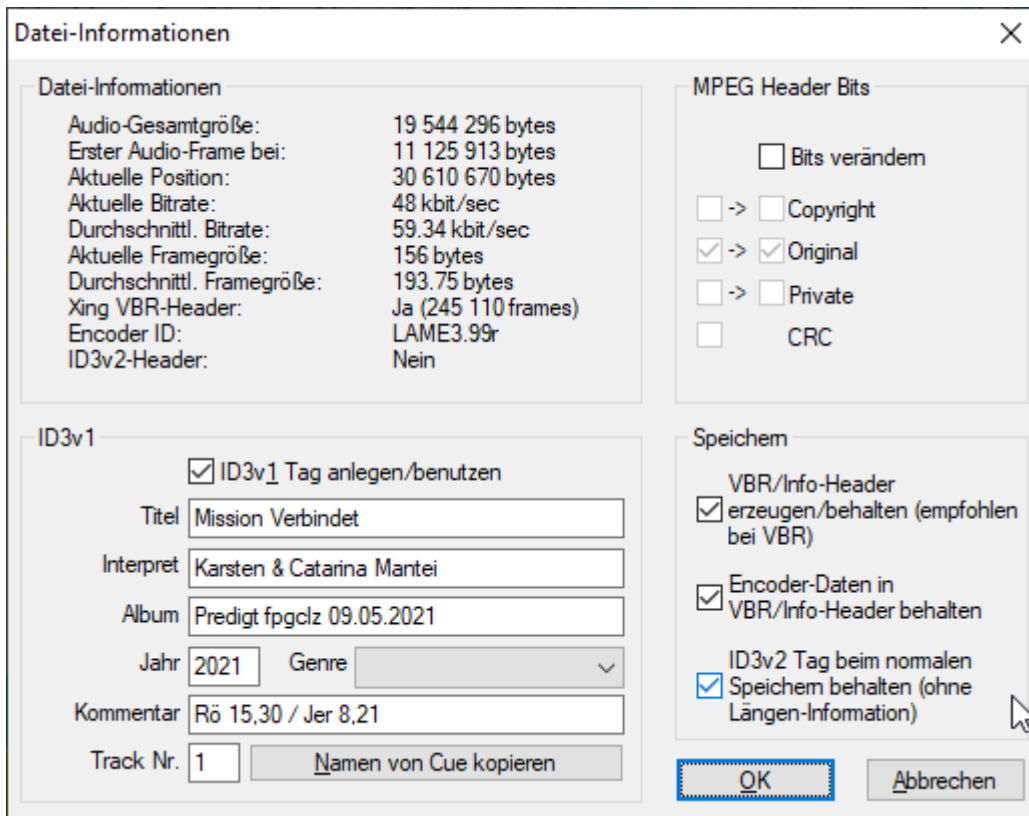 Datei-Informationen
Datei-Informationen
Audio-Gesamtgröße: 19 544 296 bytes
Erster Audio-Frame bei: 11 125 913 bytes
Aktuelle Position: 30 610 670 bytes
Aktuelle Bitrate: 48 kbit/sec
Durchschnittl. Bitrate: 59.34 kbit/sec
Aktuelle Framegröße: 156 bytes
Durchschnittl. Framegröße: 193.75 bytes
Xing VBR-Header: Ja (245 110 frames)
Encoder ID: LAME3.99r
ID3v2-Header: Nein
MPEG Header Bits
Bits verändern
-> Copyright
-> Original
-> Private
CRC
ID3v1
ID3v1 Tag anlegen/benutzen
Titel Mission Verbindet
Interpret Karsten & Catarina Mantei
Album Predigt fpgclz 09.05.2021
Jahr 2021 Genre
Kommentar Rö 15,30 / Jer 8,21
Track Nr. 1 Namen von Cue kopieren
Speichern
VBR/Info-Header
erzeugen/behalten (empfohlen
bei VBR)
Encoder-Daten in
VBR/Info-Header behalten
ID3v2 Tag beim normalen
Speichern behalten (ohne
Längen-Information)
OK Abbrechen